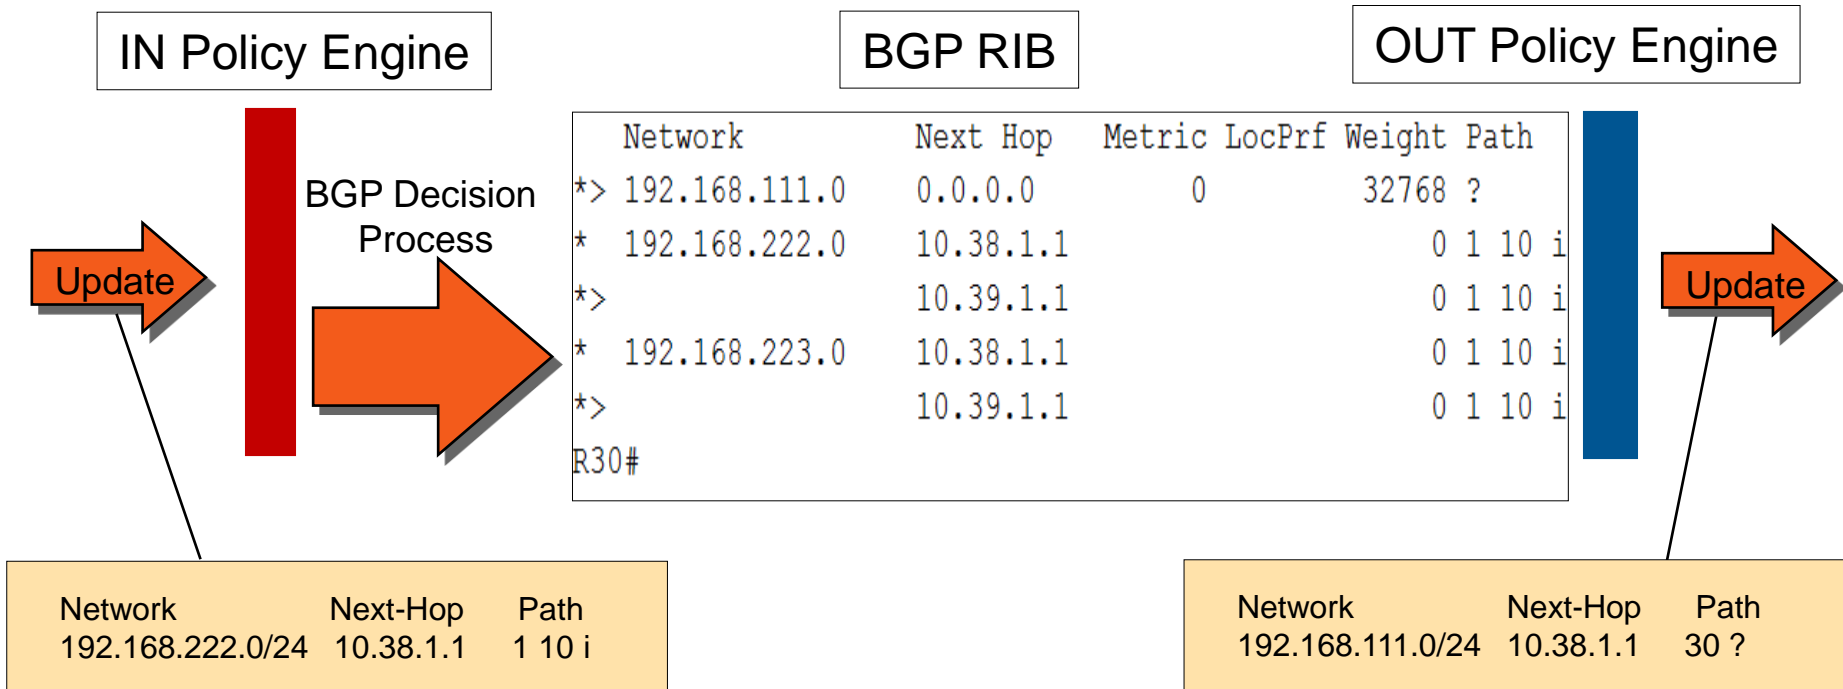 IN Policy Engine
BGP RIB
OUT Policy Engine
Update
BGP Decision
Process
Network Next Hop Metric LocPrf Weight Path
*> 192.168.111.0 0.0.0.0 0 32768 ?
* 192.168.222.0 10.38.1.1 0 1 10 i
*> 10.39.1.1 0 1 10 i
* 192.168.223.0 10.38.1.1 0 1 10 i
*> 10.39.1.1 0 1 10 i
R30#
Update
Network Next-Hop Path
192.168.222.0/24 10.38.1.1 1 10 i
Network Next-Hop Path
192.168.111.0/24 10.38.1.1 30 ?